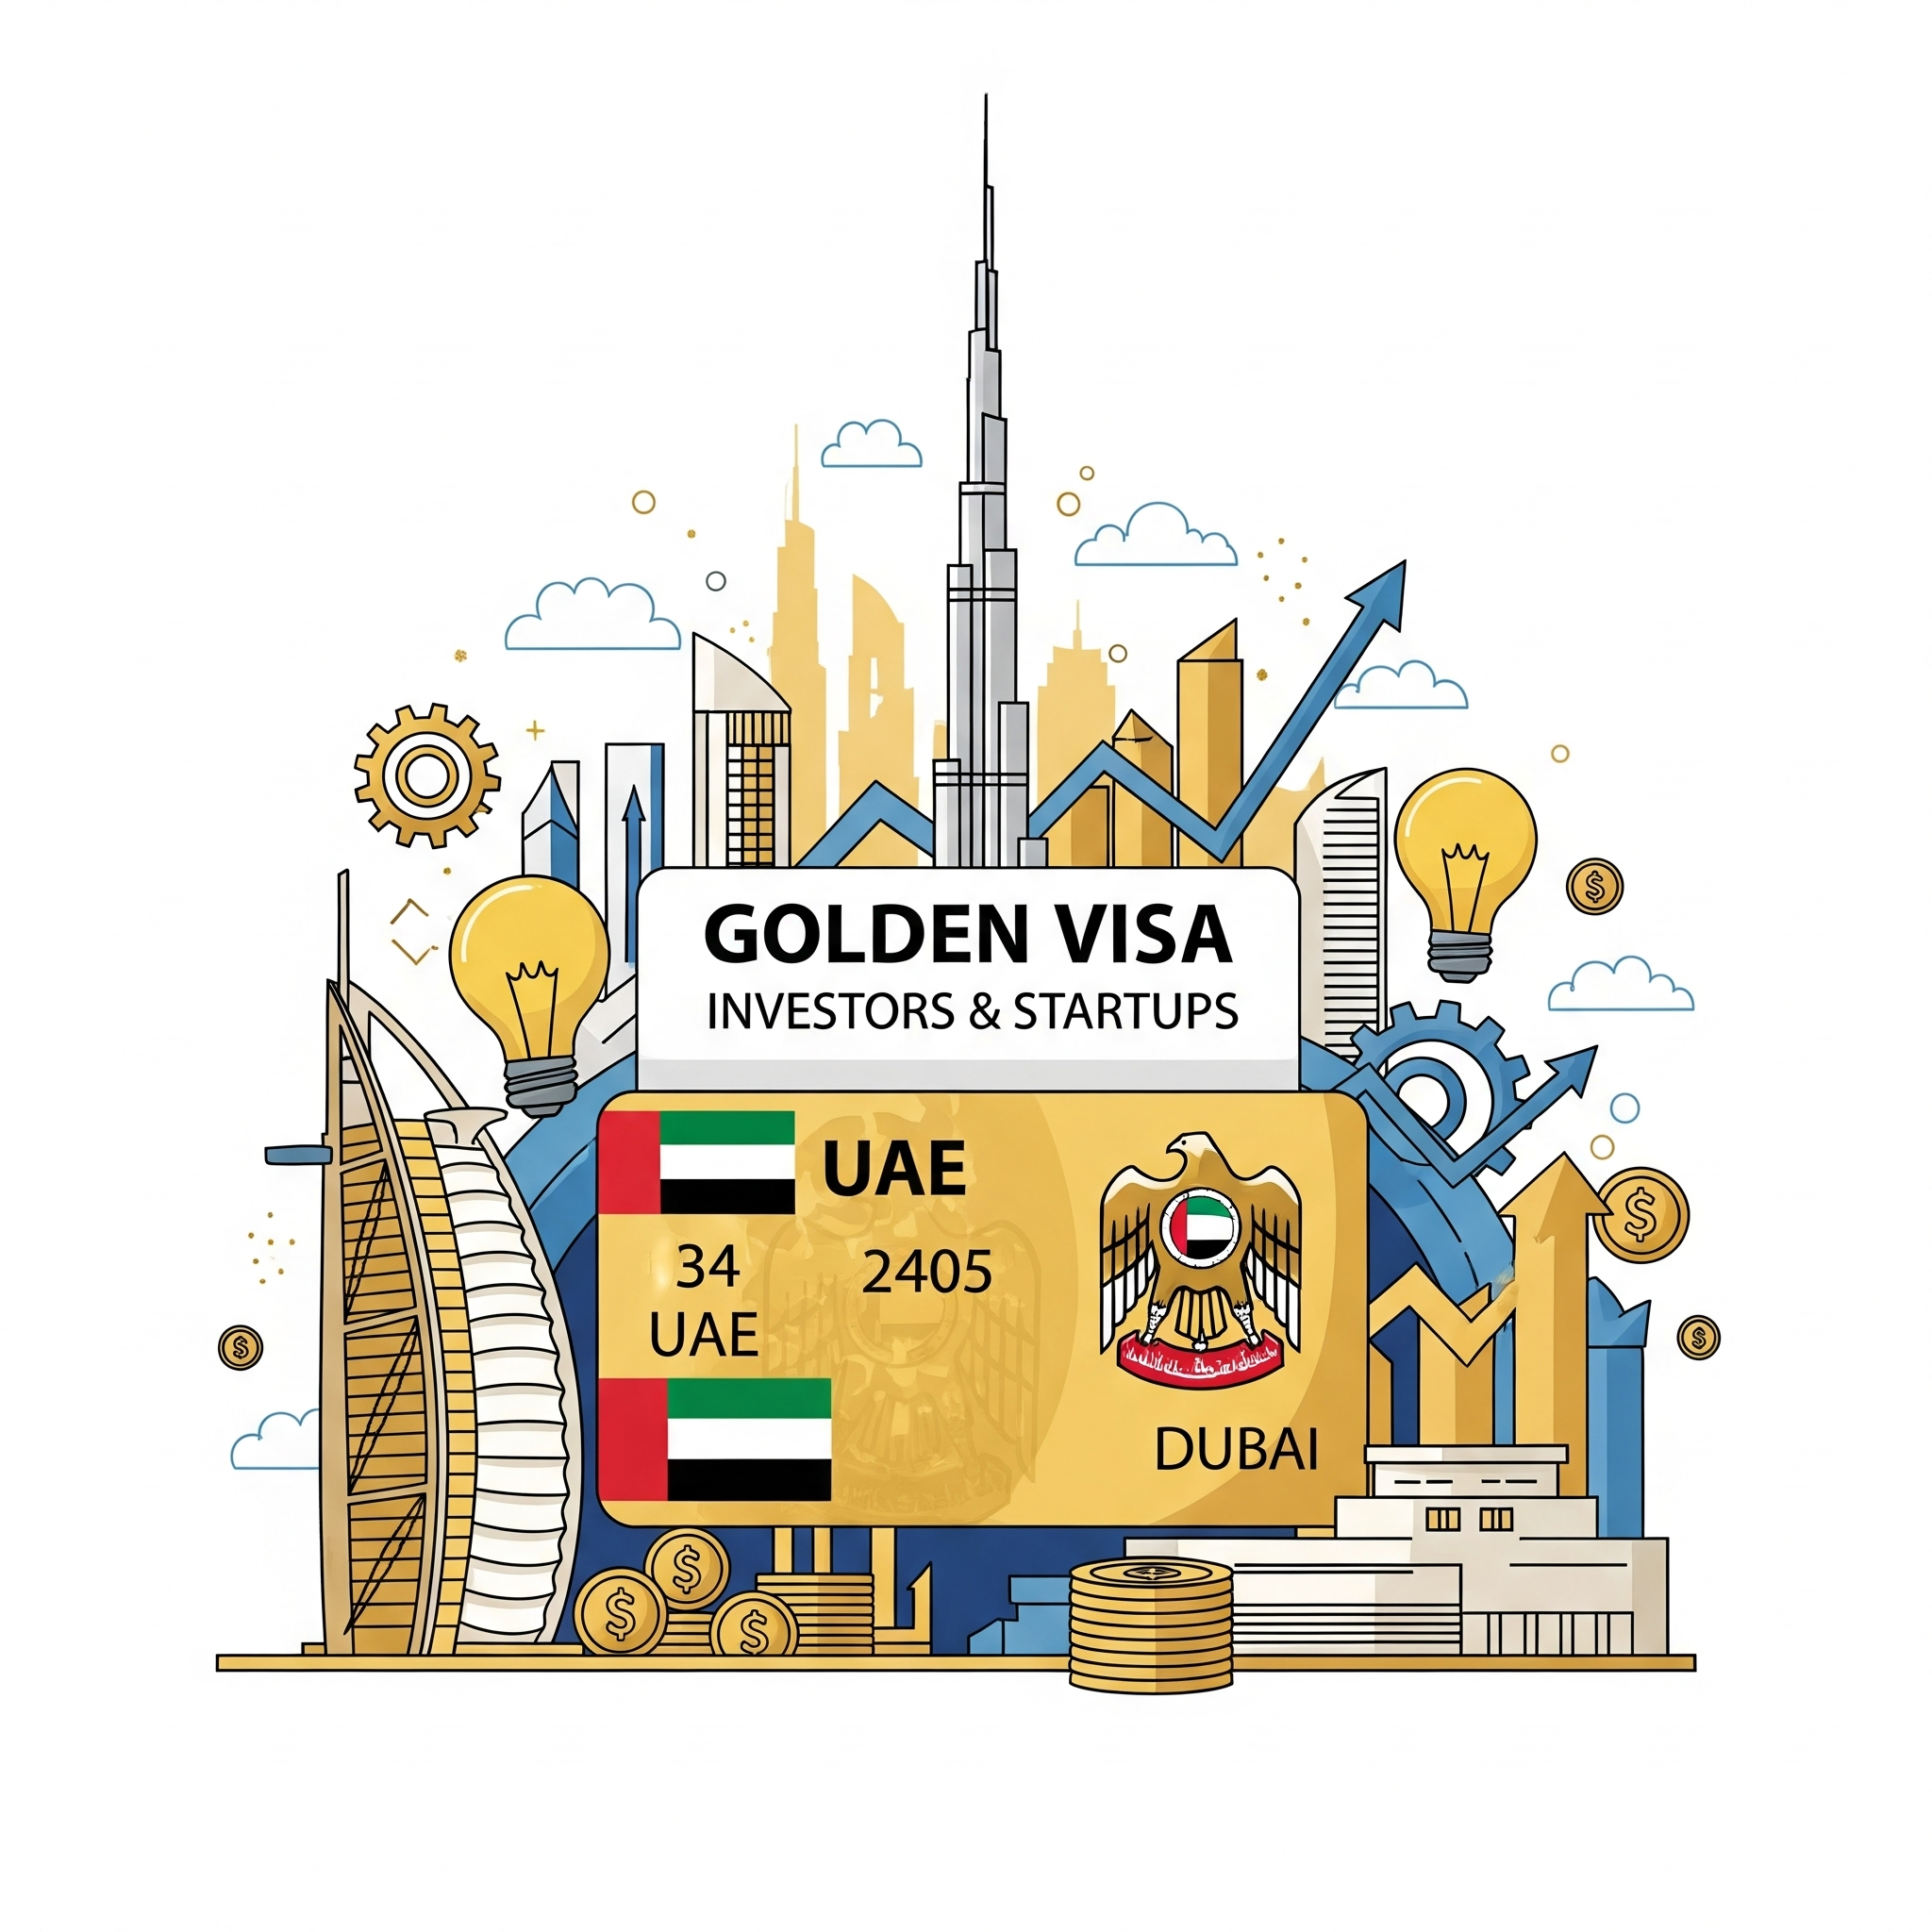 GOLDEN VISA
INVESTORS & STARTUPS
UAE
34
2405
UAE
DUBAI
$
$
$
$
$
$
$